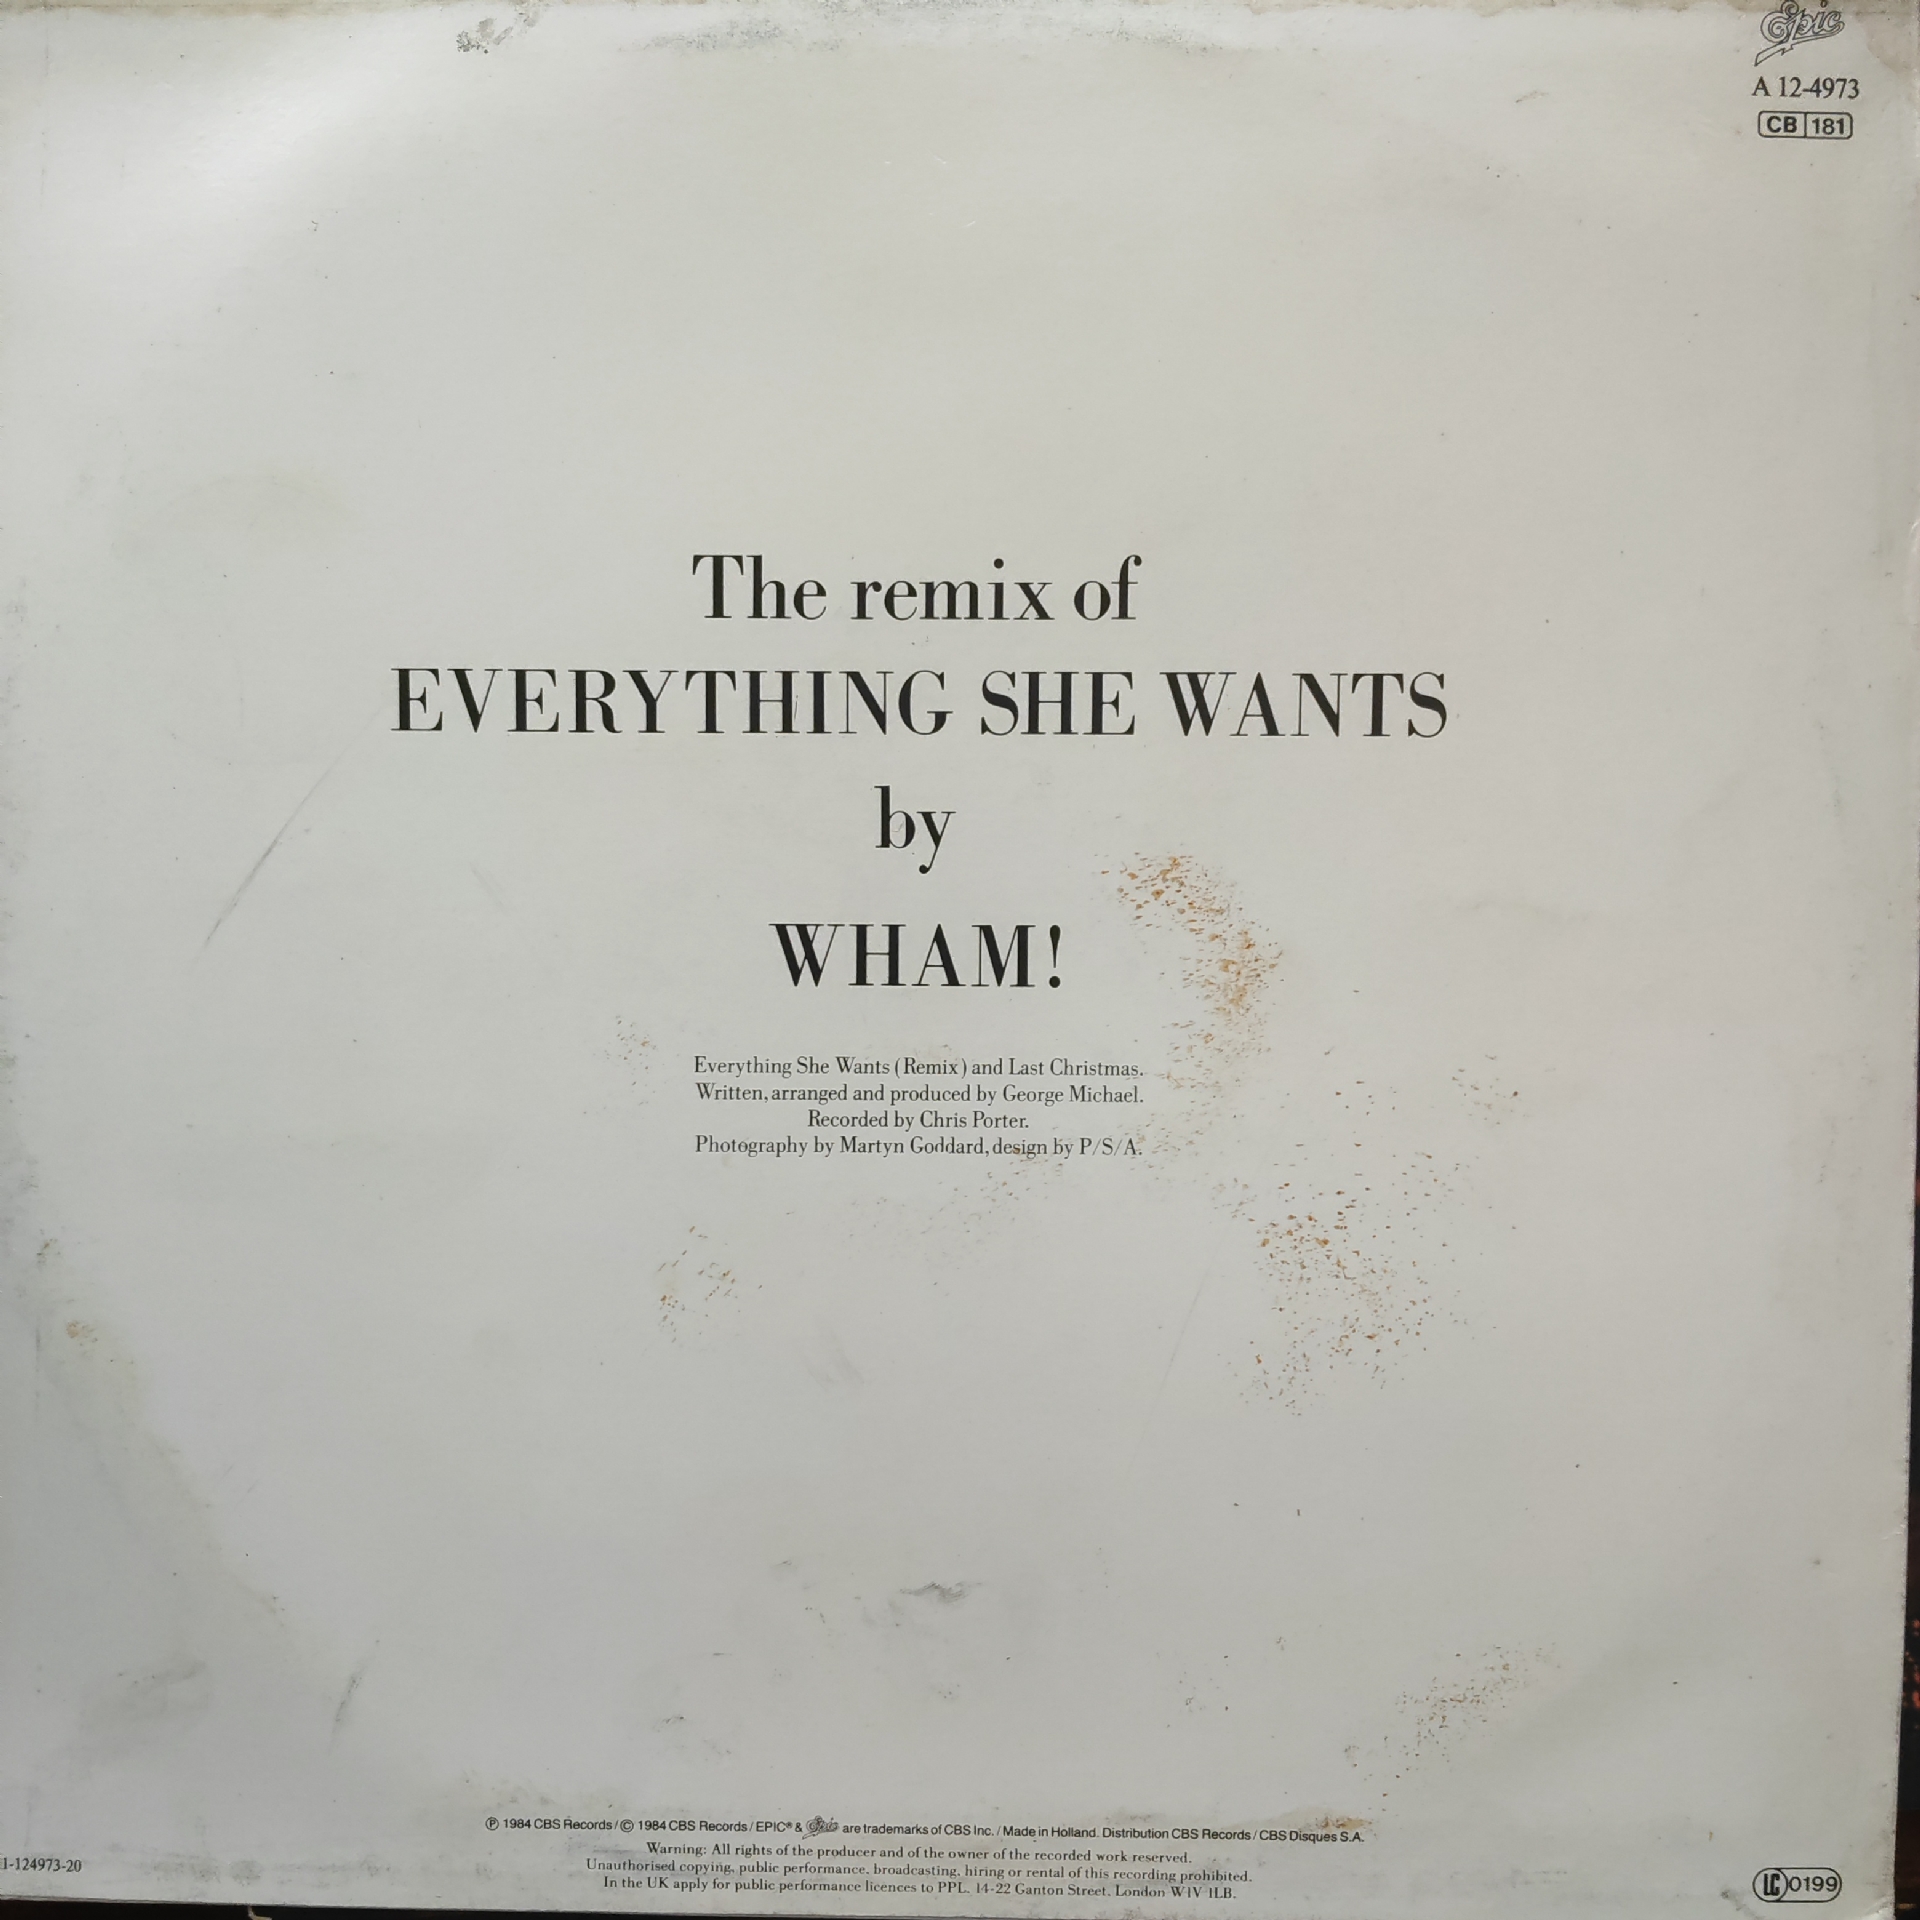 Epic
A 12-4973
CB 181
The remix of
EVERYTHING SHE WANTS
by
WHAM!
Everything She Wants (Remix) and Last Christmas.
Written, arranged and produced by George Michael.
Recorded by Chris Porter.
Photography by Martyn Goddard, design by P/S/A.
℗ 1984 CBS Records / © 1984 CBS Records / EPIC® & Epic are trademarks of CBS Inc. / Made in Holland. Distribution CBS Records / CBS Disques S.A.
Warning: All rights of the producer and of the owner of the recorded work reserved.
Unauthorised copying, public performance, broadcasting, hiring or rental of this recording prohibited.
In the UK apply for public performance licences to PPL. 14-22 Ganton Street, London W1V 1LB.
1-124973-20
LC 0199